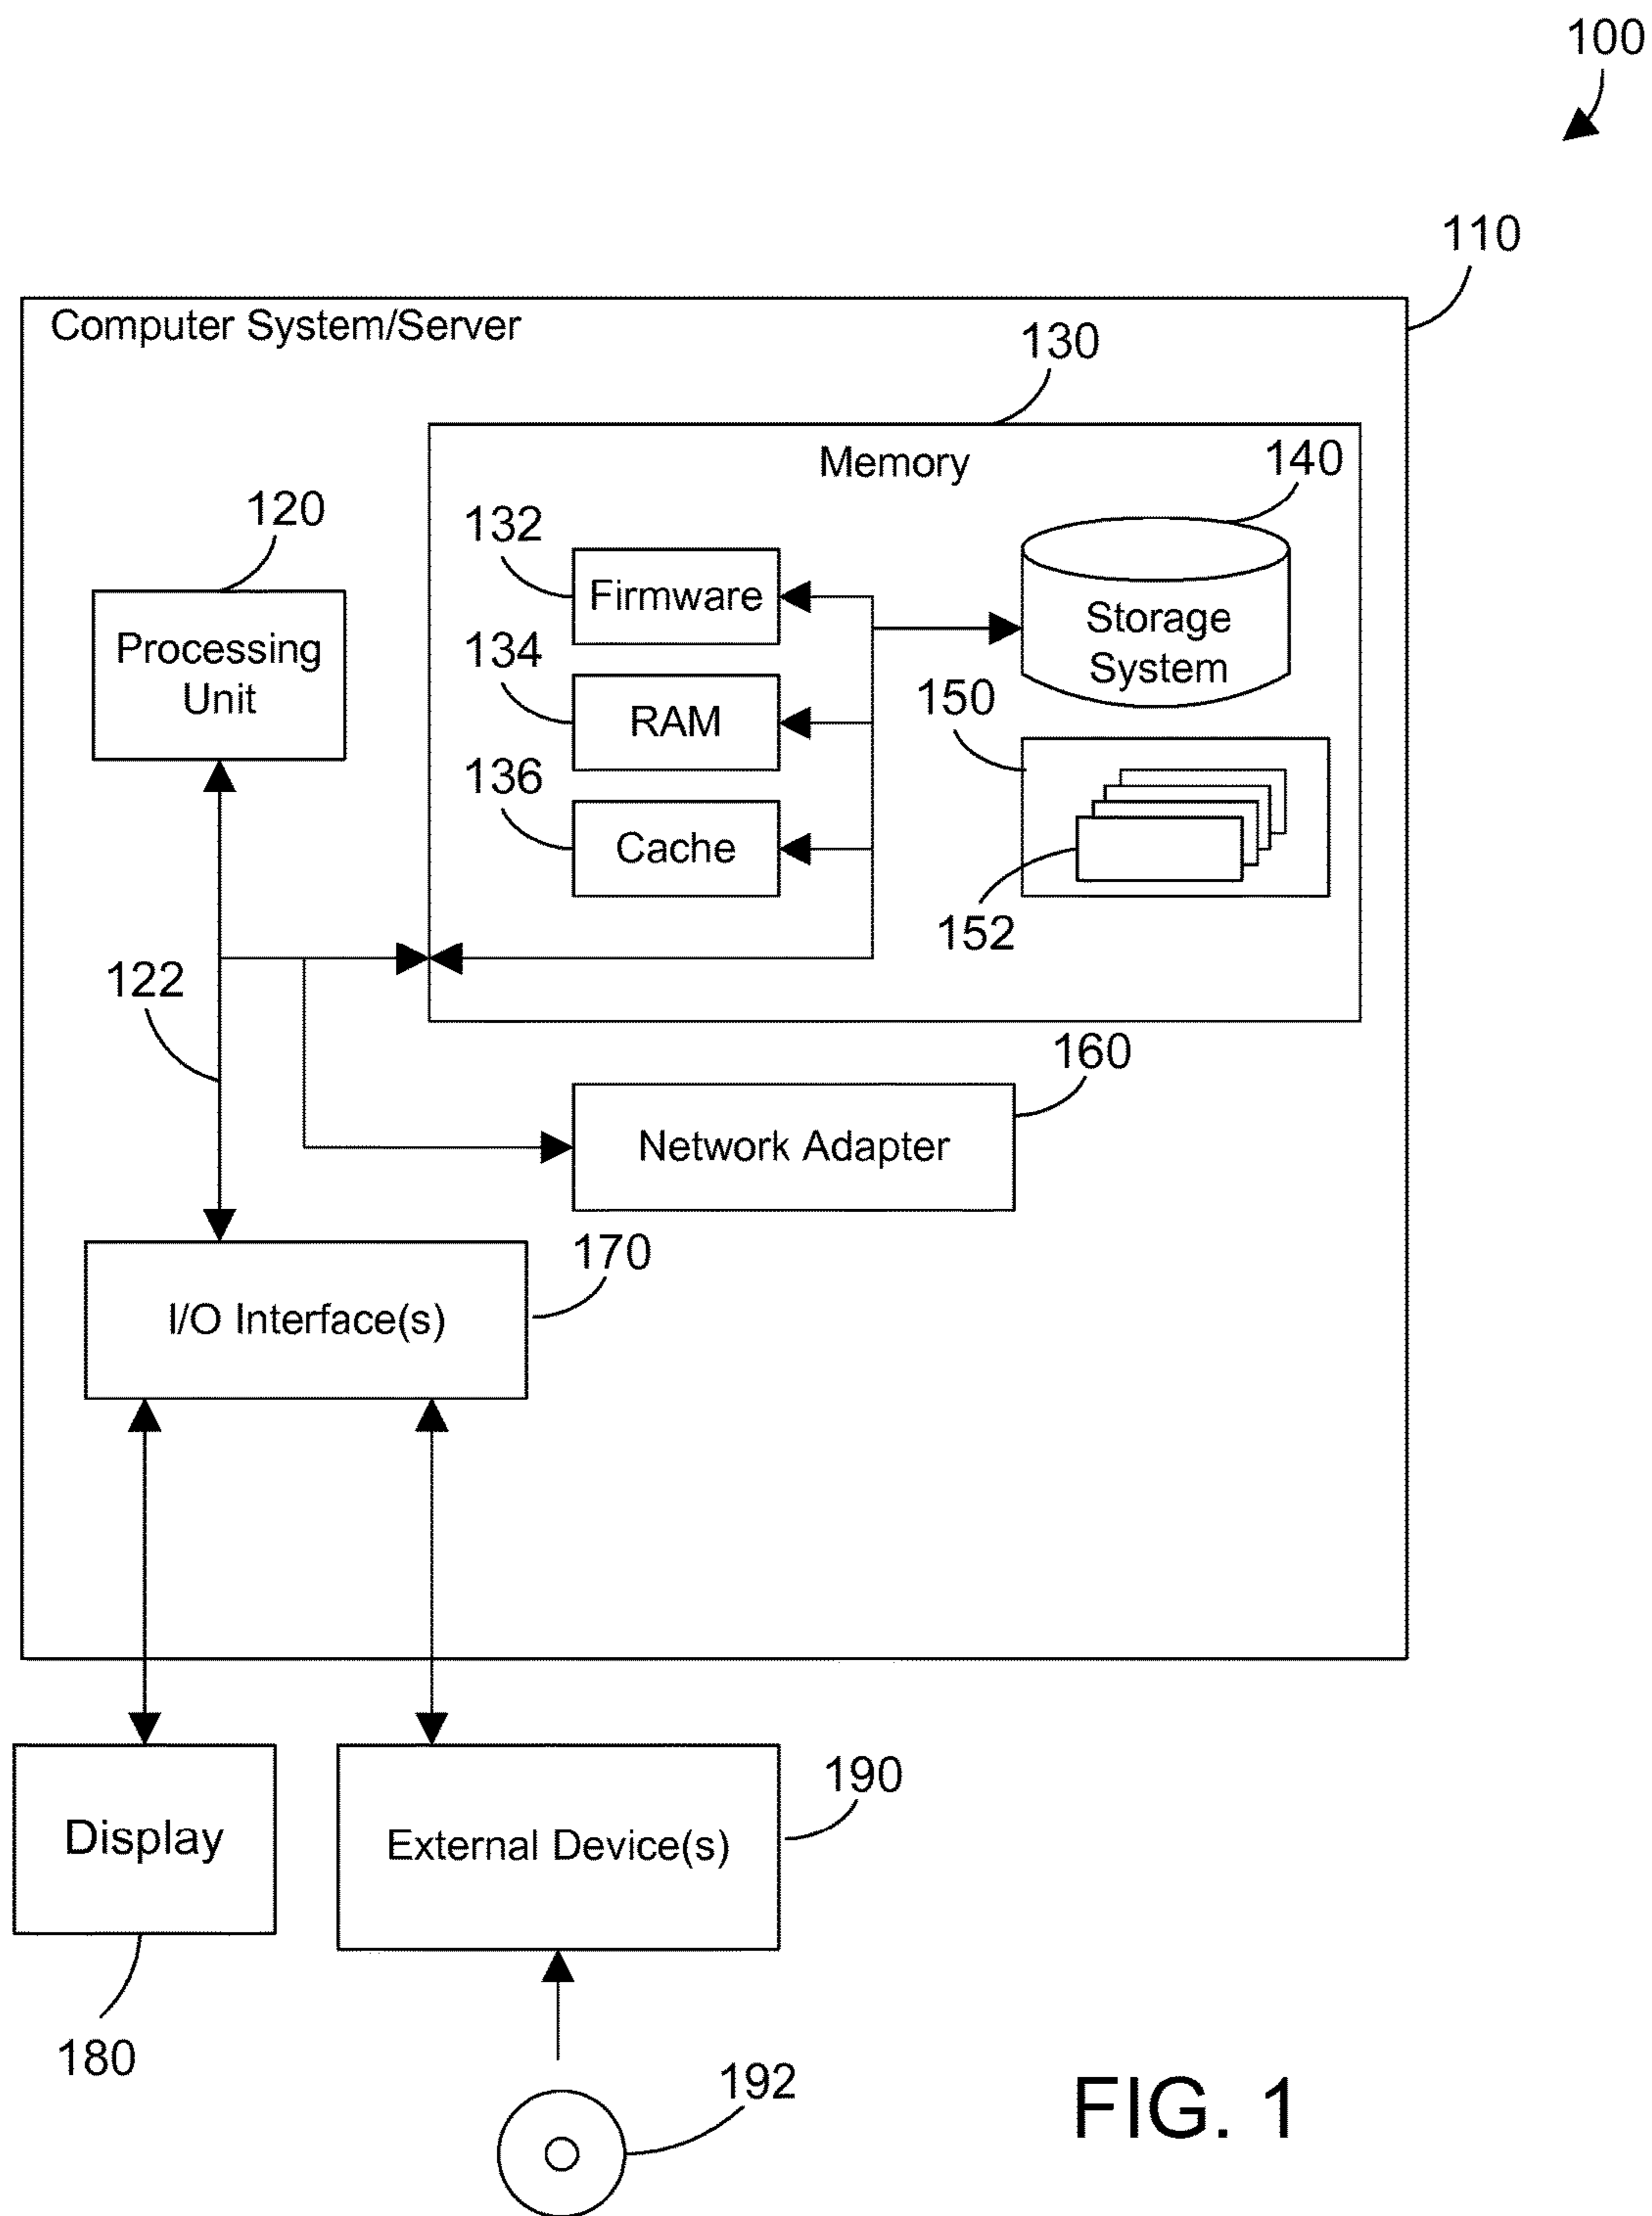 100
110
Computer System/Server
130
Memory
140
120
132
Firmware
Storage
System
Processing
Unit
134
RAM
150
136
Cache
152
122
160
Network Adapter
170
I/O Interface(s)
190
Display
External Device(s)
180
192
FIG. 1